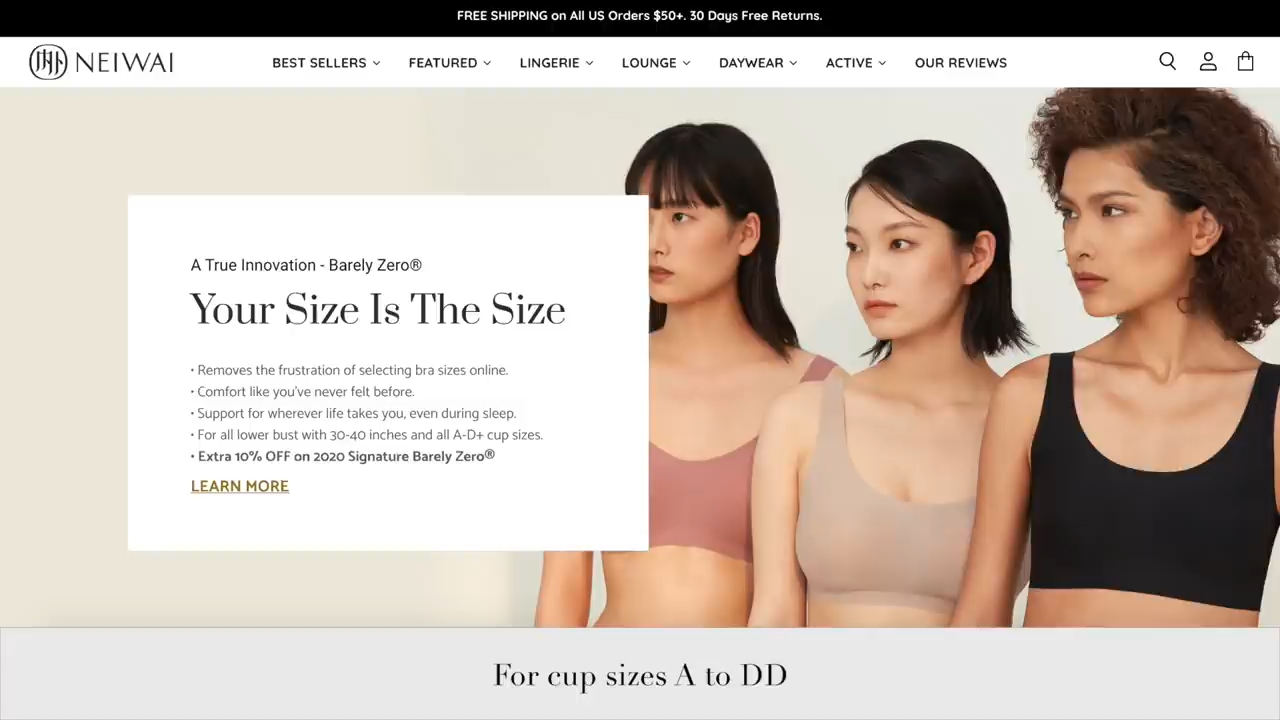 FREE SHIPPING on All US Orders $50+. 30 Days Free Returns.
NEIWAI
BEST SELLERS FEATURED LINGERIE LOUNGE DAYWEAR ACTIVE OUR REVIEWS
A True Innovation - Barely Zero®
Your Size Is The Size
• Removes the frustration of selecting bra sizes online.
• Comfort like you've never felt before.
• Support for wherever life takes you, even during sleep.
• For all lower bust with 30-40 inches and all A-D+ cup sizes.
• Extra 10% OFF on 2020 Signature Barely Zero®
LEARN MORE
For cup sizes A to DD